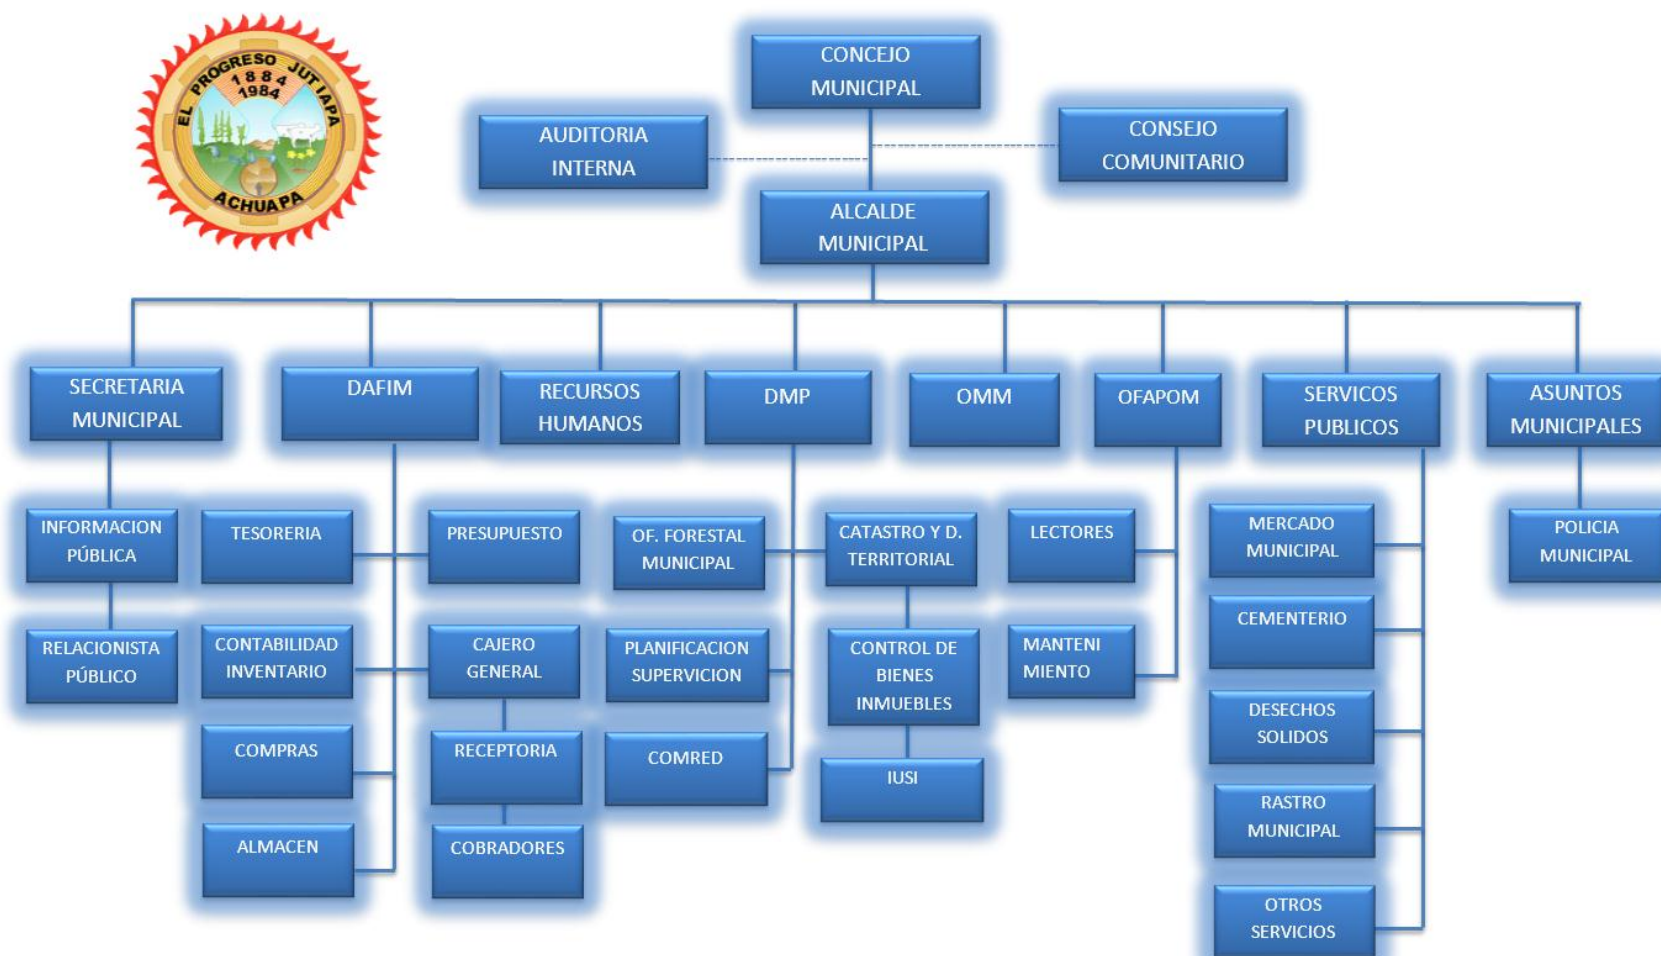 EL PROGRESO JUTIAPA
1884
1984
ACHUAPA
CONCEJO
MUNICIPAL
AUDITORIA
INTERNA
CONSEJO
COMUNITARIO
ALCALDE
MUNICIPAL
SECRETARIA
MUNICIPAL
DAFIM
RECURSOS
HUMANOS
DMP
OMM
OFAPOM
SERVICOS
PUBLICOS
ASUNTOS
MUNICIPALES
INFORMACION
PÚBLICA
TESORERIA
PRESUPUESTO
OF. FORESTAL
MUNICIPAL
CATASTRO Y D.
TERRITORIAL
LECTORES
MERCADO
MUNICIPAL
POLICIA
MUNICIPAL
RELACIONISTA
PÚBLICO
CONTABILIDAD
INVENTARIO
CAJERO
GENERAL
PLANIFICACION
SUPERVICION
CONTROL DE
BIENES
INMUEBLES
MANTENI
MIENTO
CEMENTERIO
COMPRAS
RECEPTORIA
COMRED
IUSI
DESECHOS
SOLIDOS
ALMACEN
COBRADORES
RASTRO
MUNICIPAL
OTROS
SERVICIOS